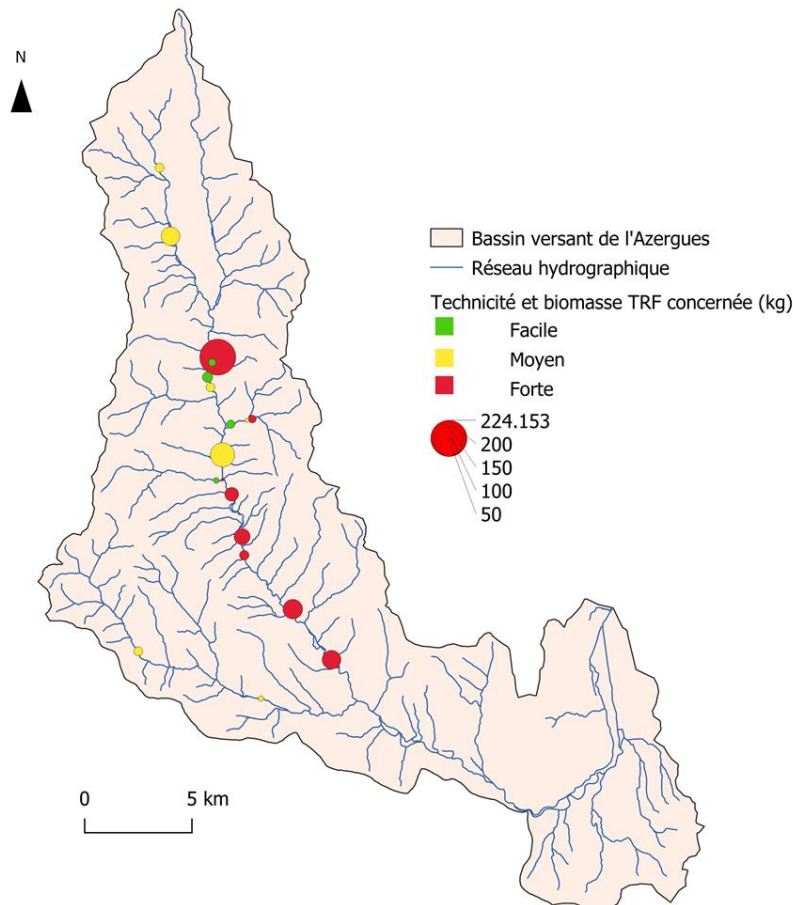 N
Bassin versant de l'Azergues
Réseau hydrographique
Technicité et biomasse TRF concernée (kg)
Facile
Moyen
Forte
224.153
200
150
100
50
0 5 km